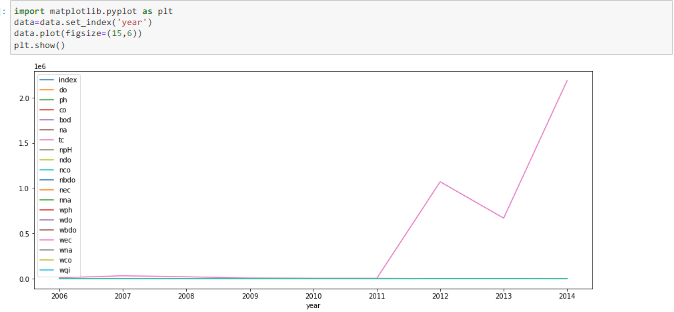 ]:
import matplotlib.pyplot as plt
data=data.set_index('year')
data.plot(figsize=(15,6))
plt.show()
1e6
index
do
ph
co
bod
na
tc
npH
ndo
nco
nbdo
nec
nna
wph
wdo
wbdo
wec
wna
wco
wqi
2.0
1.5
1.0
0.5
0.0
2006 2007 2008 2009 2010 2011 2012 2013 2014
year